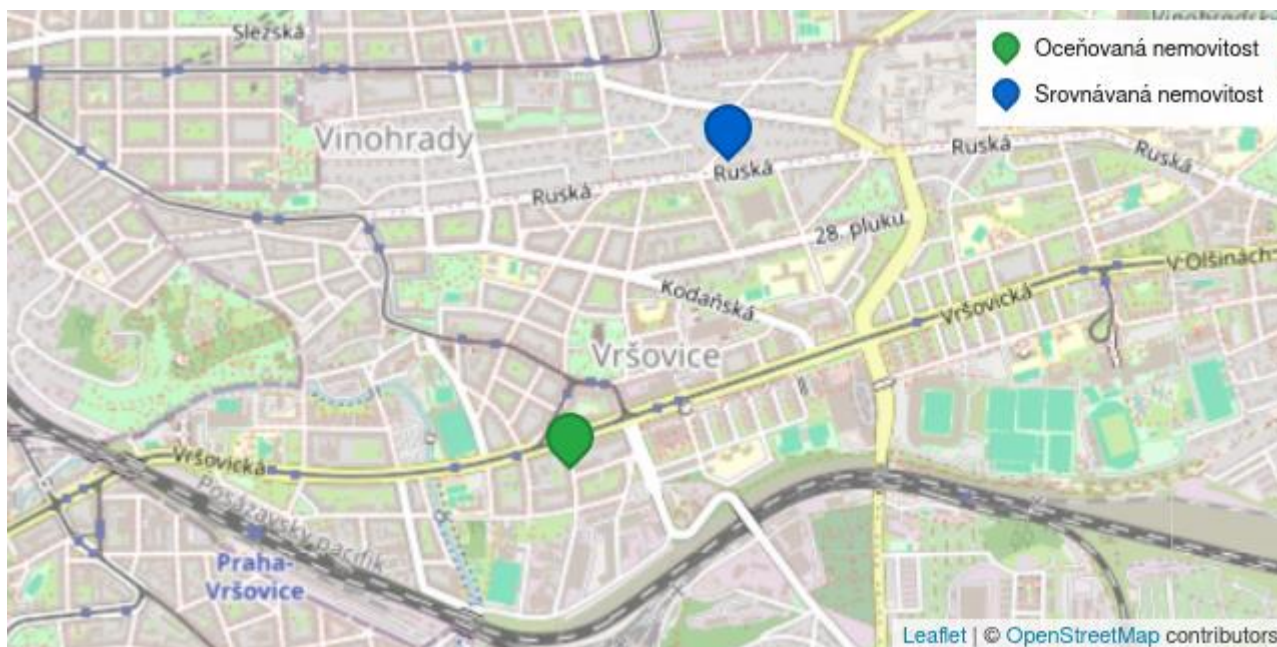 Slezská
Vinohradská
Oceňovaná nemovitost
Srovnávaná nemovitost
Vinohrady
Ruská
Ruská
Ruská
Ruská
28. pluku
V Olšinách
Kodaňská
Vršovická
Vršovice
Vršovická
Posázavský pacifik
Praha-
Vršovice
Leaflet | © OpenStreetMap contributors